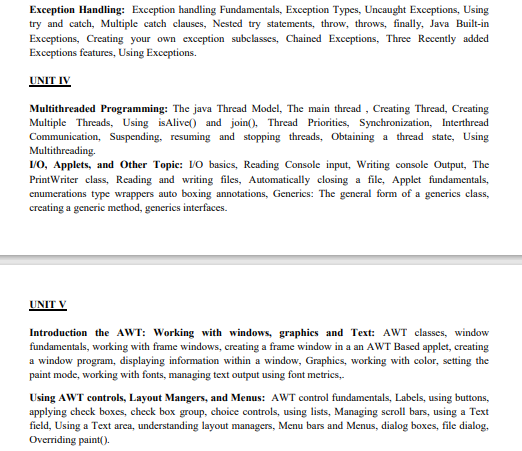 Exception Handling: Exception handling Fundamentals, Exception Types, Uncaught Exceptions, Using
try and catch, Multiple catch clauses, Nested try statements, throw, throws, finally, Java Built-in
Exceptions, Creating your own exception subclasses, Chained Exceptions, Three Recently added
Exceptions features, Using Exceptions.
UNIT IV
Multithreaded Programming: The java Thread Model, The main thread , Creating Thread, Creating
Multiple Threads, Using isAlive() and join(), Thread Priorities, Synchronization, Interthread
Communication, Suspending, resuming and stopping threads, Obtaining a thread state, Using
Multithreading.
I/O, Applets, and Other Topic: I/O basics, Reading Console input, Writing console Output, The
PrintWriter class, Reading and writing files, Automatically closing a file, Applet fundamentals,
enumerations type wrappers auto boxing annotations, Generics: The general form of a generics class,
creating a generic method, generics interfaces.
UNIT V
Introduction the AWT: Working with windows, graphics and Text: AWT classes, window
fundamentals, working with frame windows, creating a frame window in a an AWT Based applet, creating
a window program, displaying information within a window, Graphics, working with color, setting the
paint mode, working with fonts, managing text output using font metrics,.
Using AWT controls, Layout Mangers, and Menus: AWT control fundamentals, Labels, using buttons,
applying check boxes, check box group, choice controls, using lists, Managing scroll bars, using a Text
field, Using a Text area, understanding layout managers, Menu bars and Menus, dialog boxes, file dialog,
Overriding paint().